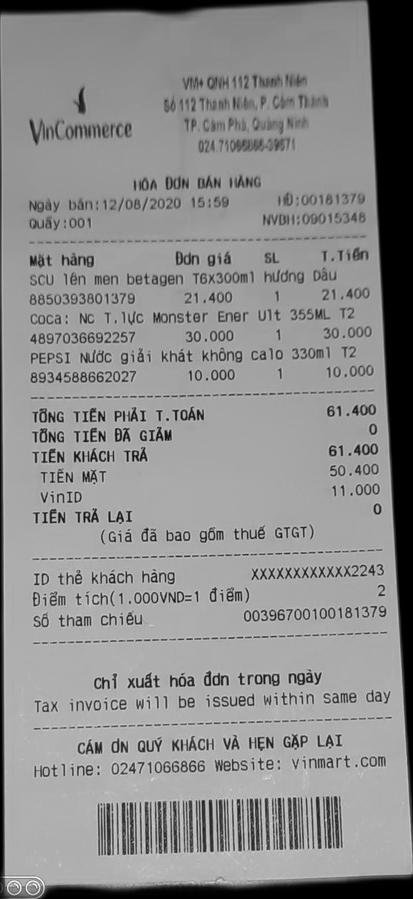 VinCommerce
VM+ QNH 112 Thanh Niên
Số 112 Thanh Niên, P. Cẩm Thành
TP. Cẩm Phả, Quảng Ninh
024.71066866-39671
HÓA ĐƠN BÁN HÀNG
Ngày bán:12/08/2020 15:59 HĐ:00181379
Quầy:001 NVBH:09015348
Mặt hàng Đơn giá SL T.Tiền
SCU lên men betagen T6X300ml hương Dâu
8850393801379 21.400 1 21.400
Coca: Nc T.lực Monster Ener Ult 355ML T2
4897036692257 30.000 1 30.000
PEPSI Nước giải khát không calo 330ml T2
8934588662027 10.000 1 10.000
TỔNG TIỀN PHẢI T.TOÁN 61.400
TỔNG TIỀN ĐÃ GIẢM 0
TIỀN KHÁCH TRẢ 61.400
TIỀN MẶT 50.400
VinID 11.000
TIỀN TRẢ LẠI 0
(Giá đã bao gồm thuế GTGT)
ID thẻ khách hàng XXXXXXXXXXXX2243
Điểm tích(1.000VND=1 điểm) 2
Số tham chiếu 00396700100181379
Chỉ xuất hóa đơn trong ngày
Tax invoice will be issued within same day
CẢM ƠN QUÝ KHÁCH VÀ HẸN GẶP LẠI
Hotline: 02471066866 Website: vinmart.com